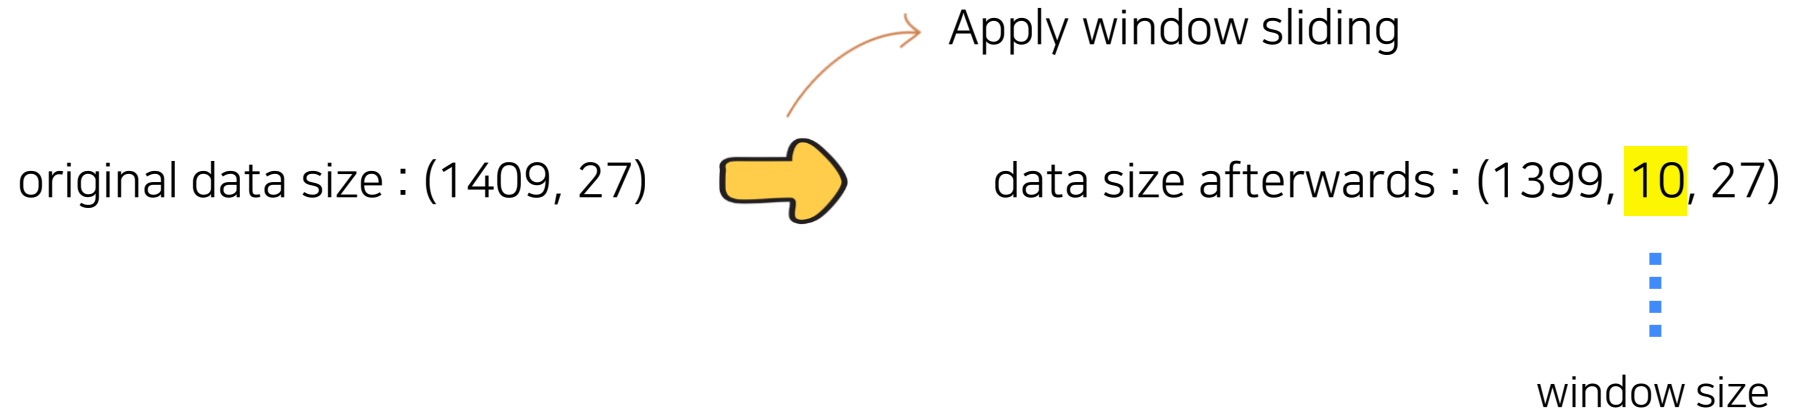 Apply window sliding
original data size : (1409, 27)
data size afterwards : (1399, 10, 27)
window size